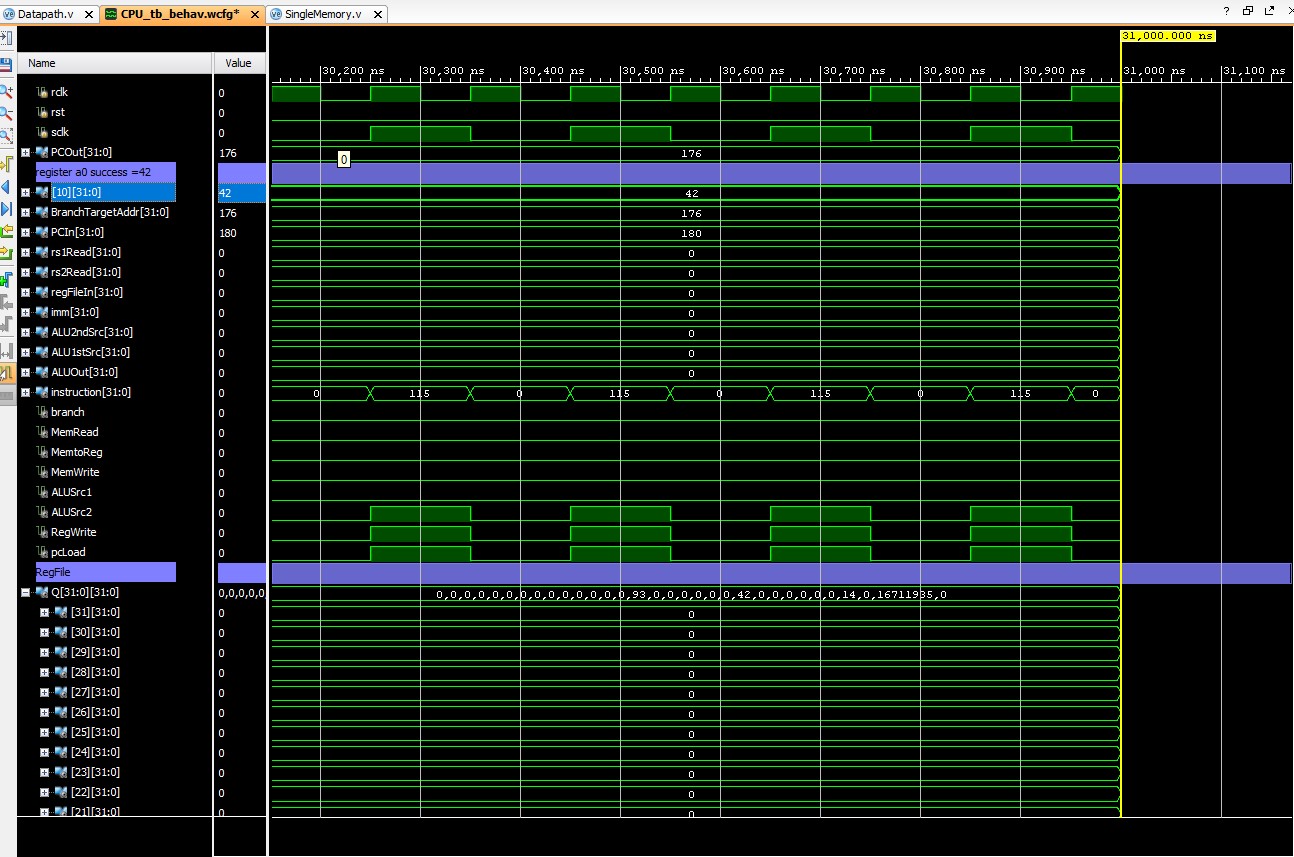 Datapath.v CPU_tb_behav.wcfg* SingleMemory.v
31,000.000 ns
Name Value
30,200 ns 30,300 ns 30,400 ns 30,500 ns 30,600 ns 30,700 ns 30,800 ns 30,900 ns 31,000 ns 31,100 ns
rclk 0
rst 0
sclk 0
PCOut[31:0] 176 0 176
register a0 success =42
[10][31:0] 42 42
BranchTargetAddr[31:0] 176 176
PCIn[31:0] 180 180
rs1Read[31:0] 0 0
rs2Read[31:0] 0 0
regFileIn[31:0] 0 0
imm[31:0] 0 0
ALU2ndSrc[31:0] 0 0
ALU1stSrc[31:0] 0 0
ALUOut[31:0] 0 0
instruction[31:0] 0 0 115 0 115 0 115 0 115 0
branch 0
MemRead 0
MemtoReg 0
MemWrite 0
ALUSrc1 0
ALUSrc2 0
RegWrite 0
pcLoad 0
RegFile
Q[31:0][31:0] 0,0,0,0,0 0,0,0,0,0,0,0,0,0,0,0,0,0,0,93,0,0,0,0,0,0,42,0,0,0,0,0,0,14,0,16711935,0
[31][31:0] 0 0
[30][31:0] 0 0
[29][31:0] 0 0
[28][31:0] 0 0
[27][31:0] 0 0
[26][31:0] 0 0
[25][31:0] 0 0
[24][31:0] 0 0
[23][31:0] 0 0
[22][31:0] 0 0
[21][31:0] 0 0